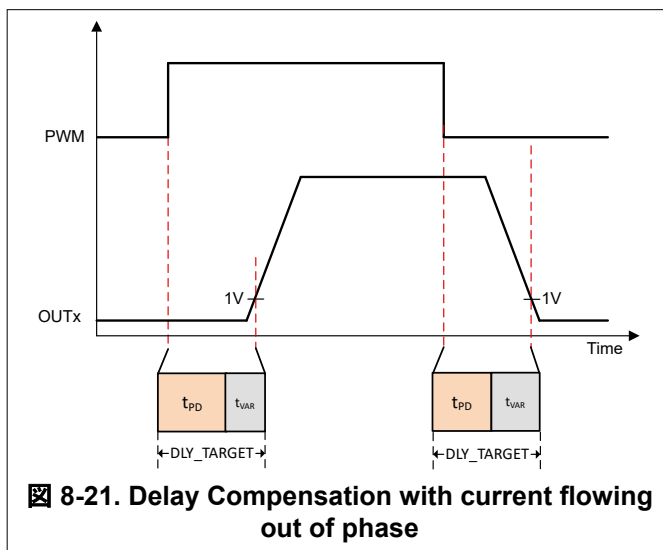 PWM
1V
1V
OUTx
Time
tPD tVAR
tPD tVAR
DLY_TARGET
DLY_TARGET
図 8-21. Delay Compensation with current flowing
out of phase